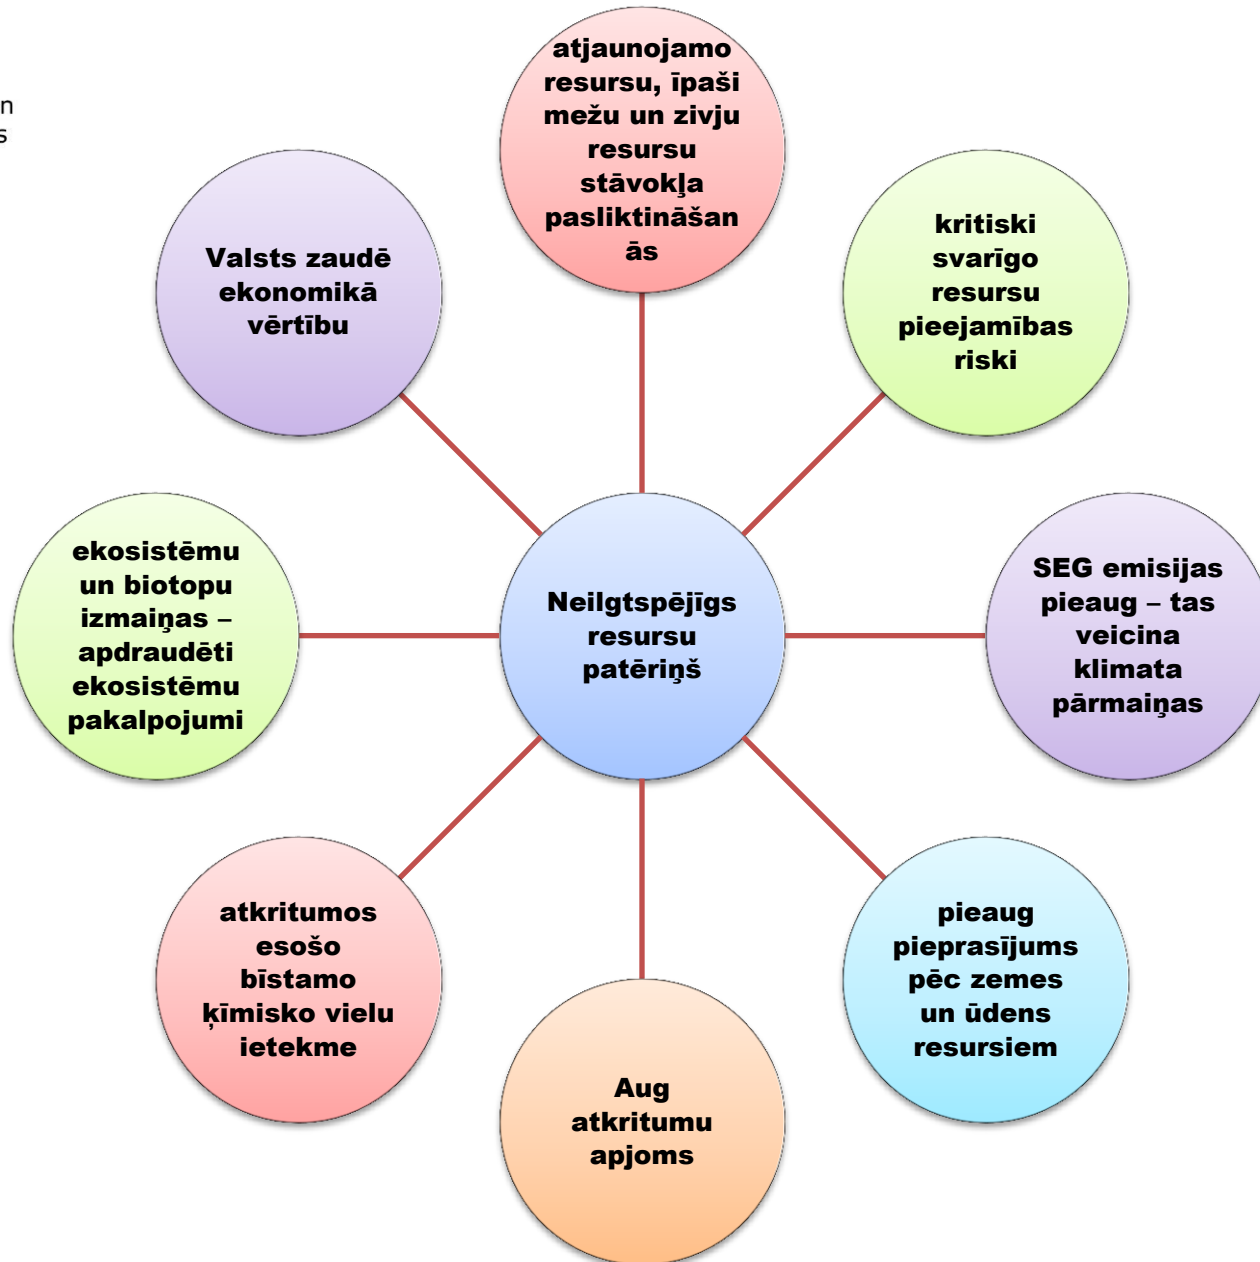 n
s
atjaunojamo
resursu, īpaši
mežu un zivju
resursu
stāvokļa
pasliktināšan
ās
kritiski
svarīgo
resursu
pieejamības
riski
SEG emisijas
pieaug – tas
veicina
klimata
pārmaiņas
pieaug
pieprasījums
pēc zemes
un ūdens
resursiem
Aug
atkritumu
apjoms
atkritumos
esošo
bīstamo
ķīmisko vielu
ietekme
ekosistēmu
un biotopu
izmaiņas –
apdraudēti
ekosistēmu
pakalpojumi
Valsts zaudē
ekonomikā
vērtību
Neilgtspējīgs
resursu
patēriņš